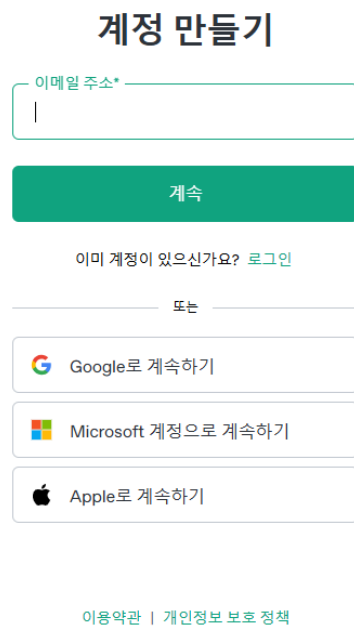 계정 만들기
이메일 주소*
계속
이미 계정이 있으신가요? 로그인
또는
Google로 계속하기
Microsoft 계정으로 계속하기
Apple로 계속하기
이용약관 | 개인정보 보호 정책